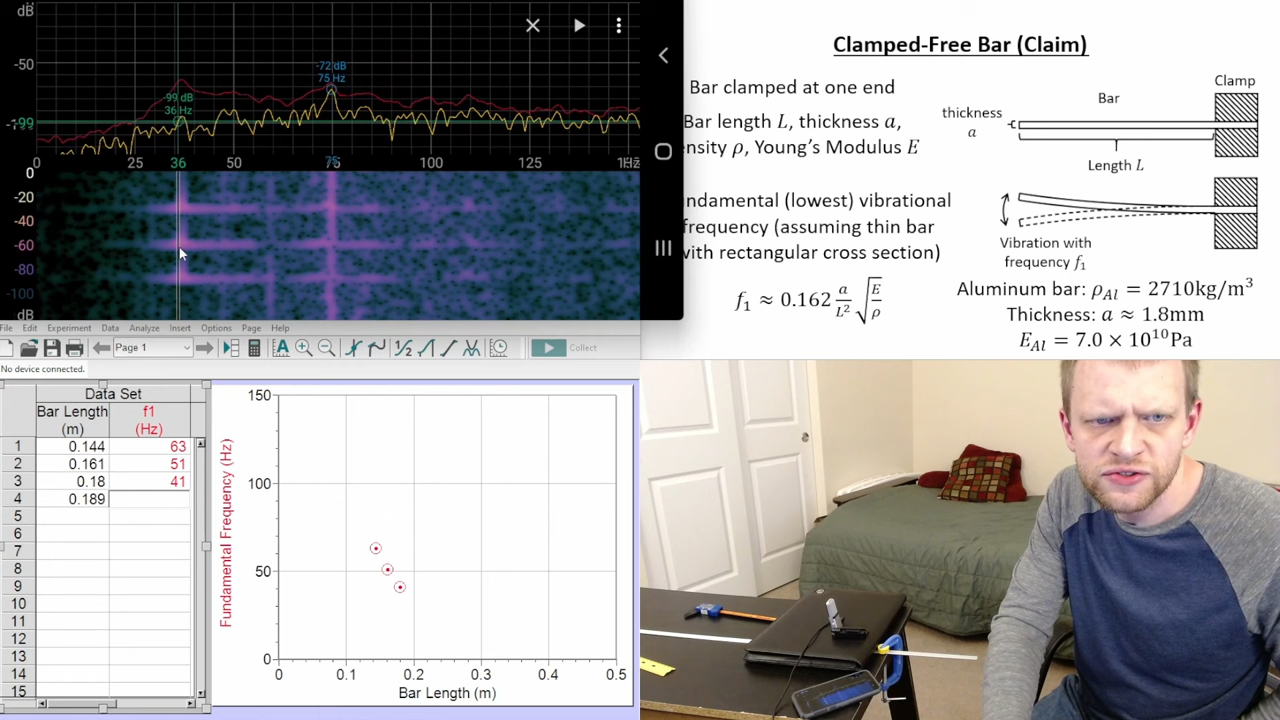 dB
-50
-99
-99 dB
36 Hz
-72 dB
75 Hz
0 25 36 50 75 100 125 1Hz
0
-20
-40
-60
-80
-100
dB
Clamped-Free Bar (Claim)
Bar clamped at one end
Bar length L, thickness a,
ensity ρ, Young's Modulus E
undamental (lowest) vibrational
frequency (assuming thin bar
with rectangular cross section)
f₁ ≈ 0.162 a/L² √E/ρ
thickness
a
Bar
Clamp
Length L
Vibration with
frequency f₁
Aluminum bar: ρ_Al = 2710kg/m³
Thickness: a ≈ 1.8mm
E_Al = 7.0 × 10¹⁰Pa
File Edit Experiment Data Analyze Insert Options Page Help
Page 1
½
Collect
No device connected.
Data Set
Bar Length f1
(m) (Hz)
1 0.144 63
2 0.161 51
3 0.18 41
4 0.189
5
6
7
8
9
10
11
12
13
14
15
Fundamental Frequency (Hz)
150
100
50
0
0 0.1 0.2 0.3 0.4 0.5
Bar Length (m)